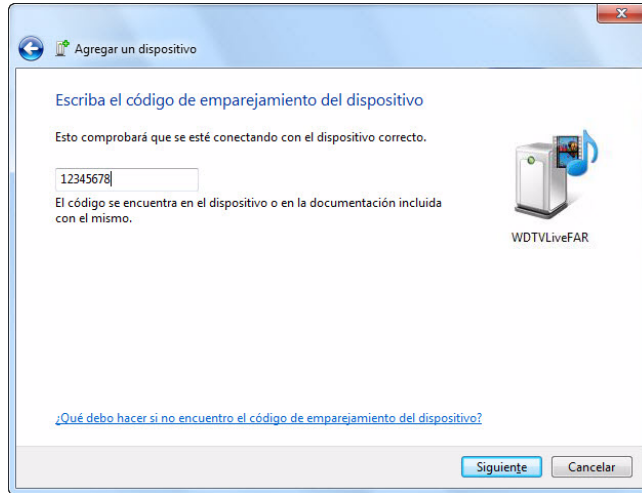 Agregar un dispositivo
Escriba el código de emparejamiento del dispositivo
Esto comprobará que se esté conectando con el dispositivo correcto.
12345678
El código se encuentra en el dispositivo o en la documentación incluida
con el mismo.
WDTVLiveFAR
¿Qué debo hacer si no encuentro el código de emparejamiento del dispositivo?
Siguiente
Cancelar